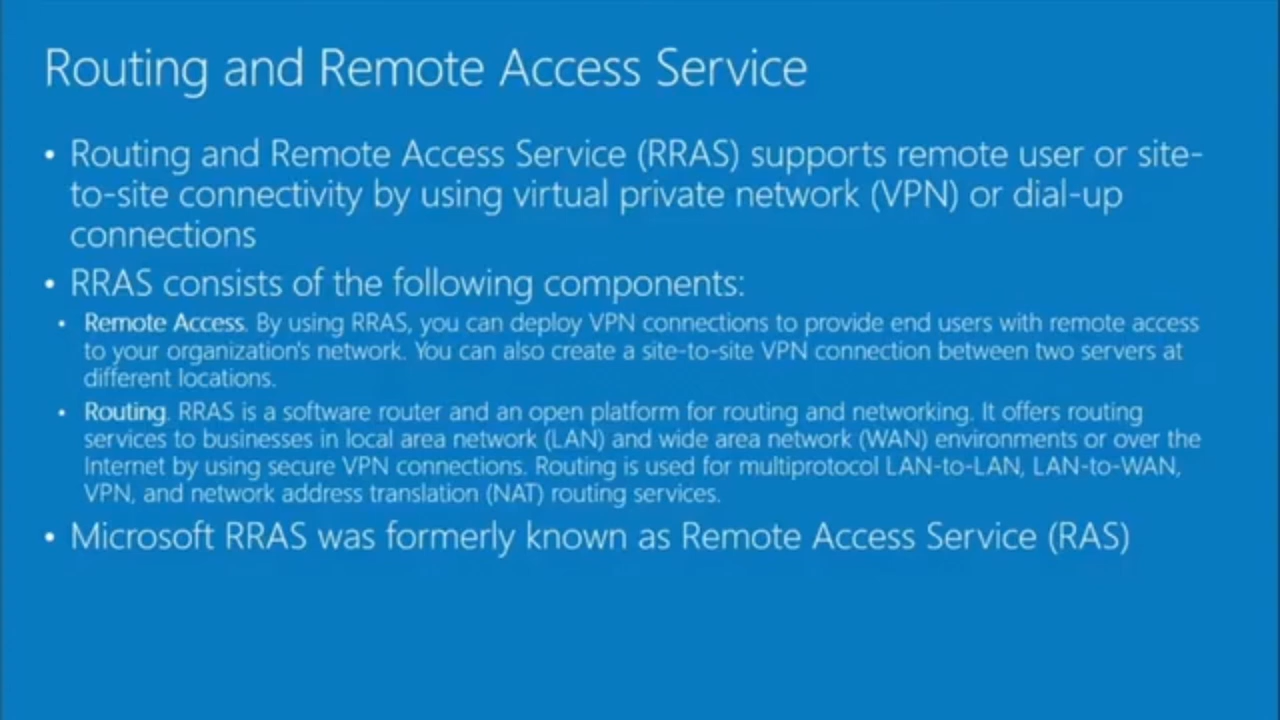 Routing and Remote Access Service
• Routing and Remote Access Service (RRAS) supports remote user or site-
to-site connectivity by using virtual private network (VPN) or dial-up
connections
• RRAS consists of the following components:
• Remote Access. By using RRAS, you can deploy VPN connections to provide end users with remote access
to your organization's network. You can also create a site-to-site VPN connection between two servers at
different locations.
• Routing. RRAS is a software router and an open platform for routing and networking. It offers routing
services to businesses in local area network (LAN) and wide area network (WAN) environments or over the
Internet by using secure VPN connections. Routing is used for multiprotocol LAN-to-LAN, LAN-to-WAN,
VPN, and network address translation (NAT) routing services.
• Microsoft RRAS was formerly known as Remote Access Service (RAS)